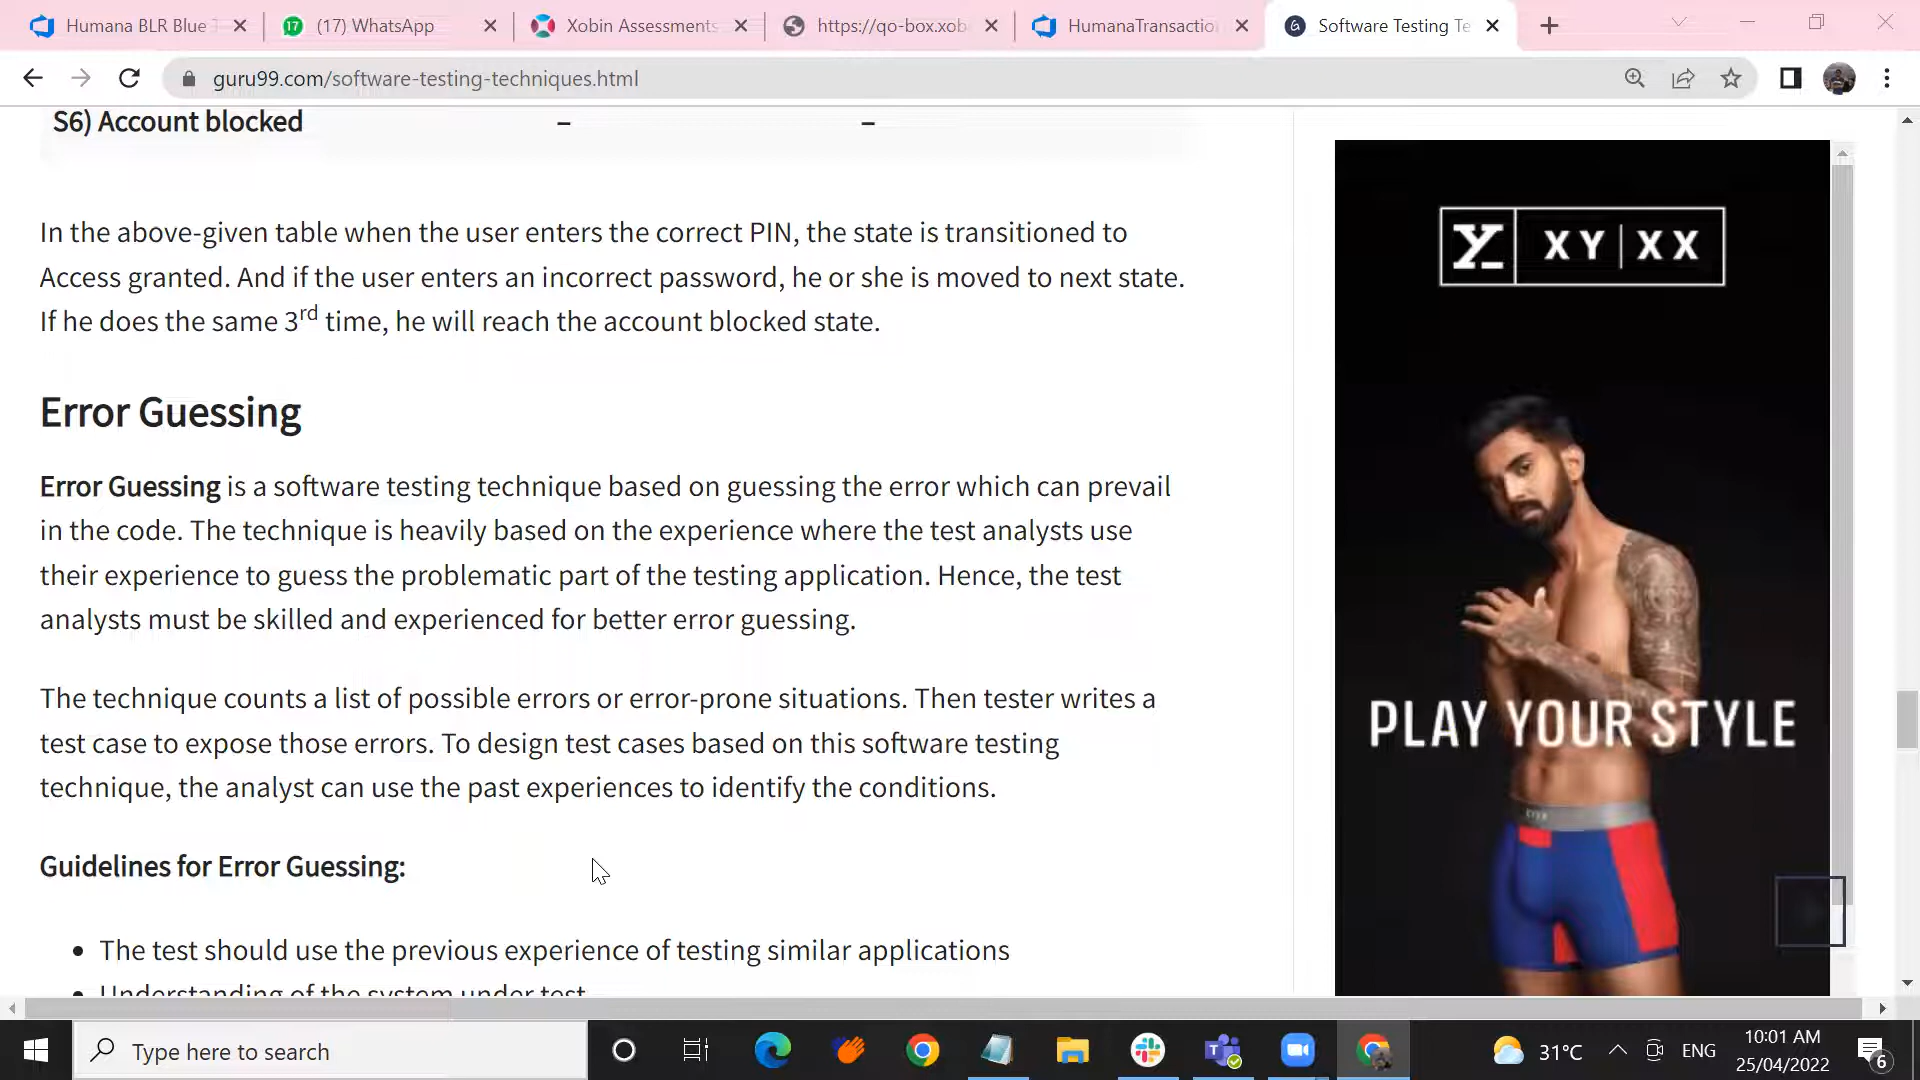 Humana BLR Blue T
(17) WhatsApp
Xobin Assessments
https://qo-box.xob
HumanaTransactio
Software Testing Te
guru99.com/software-testing-techniques.html
S6) Account blocked – –
In the above-given table when the user enters the correct PIN, the state is transitioned to
Access granted. And if the user enters an incorrect password, he or she is moved to next state.
If he does the same 3rd time, he will reach the account blocked state.
Error Guessing
Error Guessing is a software testing technique based on guessing the error which can prevail
in the code. The technique is heavily based on the experience where the test analysts use
their experience to guess the problematic part of the testing application. Hence, the test
analysts must be skilled and experienced for better error guessing.
The technique counts a list of possible errors or error-prone situations. Then tester writes a
test case to expose those errors. To design test cases based on this software testing
technique, the analyst can use the past experiences to identify the conditions.
Guidelines for Error Guessing:
• The test should use the previous experience of testing similar applications
• Understanding of the system under test
XY|XX
PLAY YOUR STYLE
Type here to search
31°C
ENG
10:01 AM
25/04/2022
6